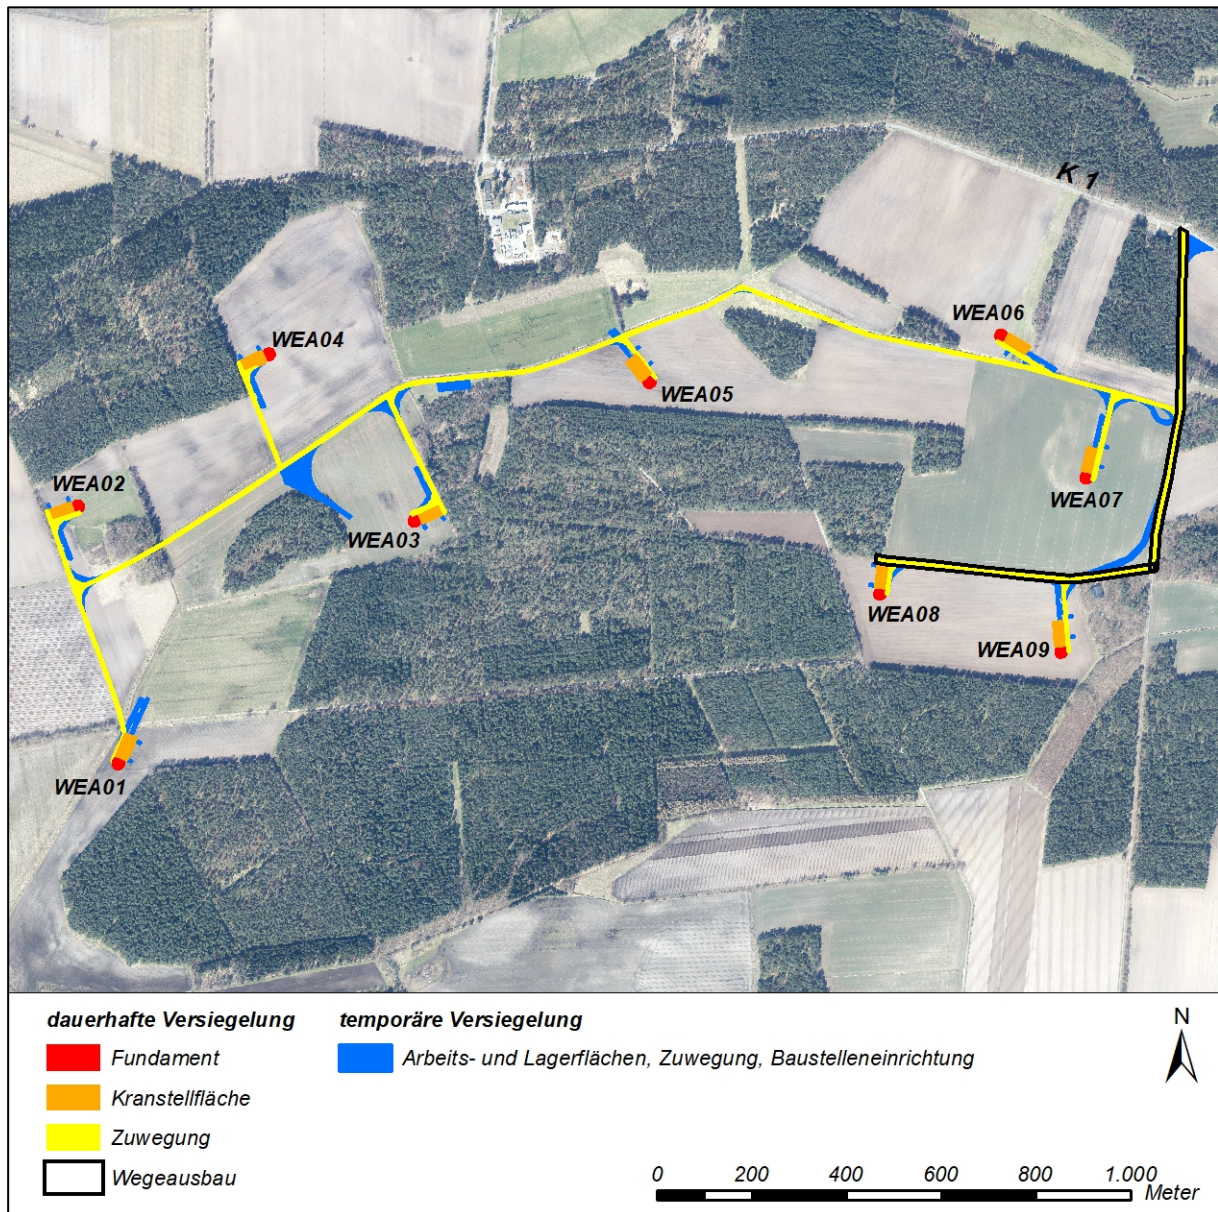 K 1
WEA06
WEA04
WEA05
WEA02
WEA07
WEA03
WEA08
WEA09
WEA01
dauerhafte Versiegelung
temporäre Versiegelung
N
Fundament
Arbeits- und Lagerflächen, Zuwegung, Baustelleneinrichtung
Kranstellfläche
Zuwegung
Wegeausbau
0 200 400 600 800 1.000
Meter